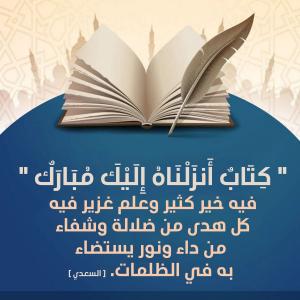 " كِتَابٌ أَنزَلْنَاهُ إِلَيْكَ مُبَارَكٌ "
فيه خير كثير وعلم غزير فيه
كل هدى من ضلالة وشفاء
من داء ونور يستضاء
به في الظلمات. [ السعدي ]